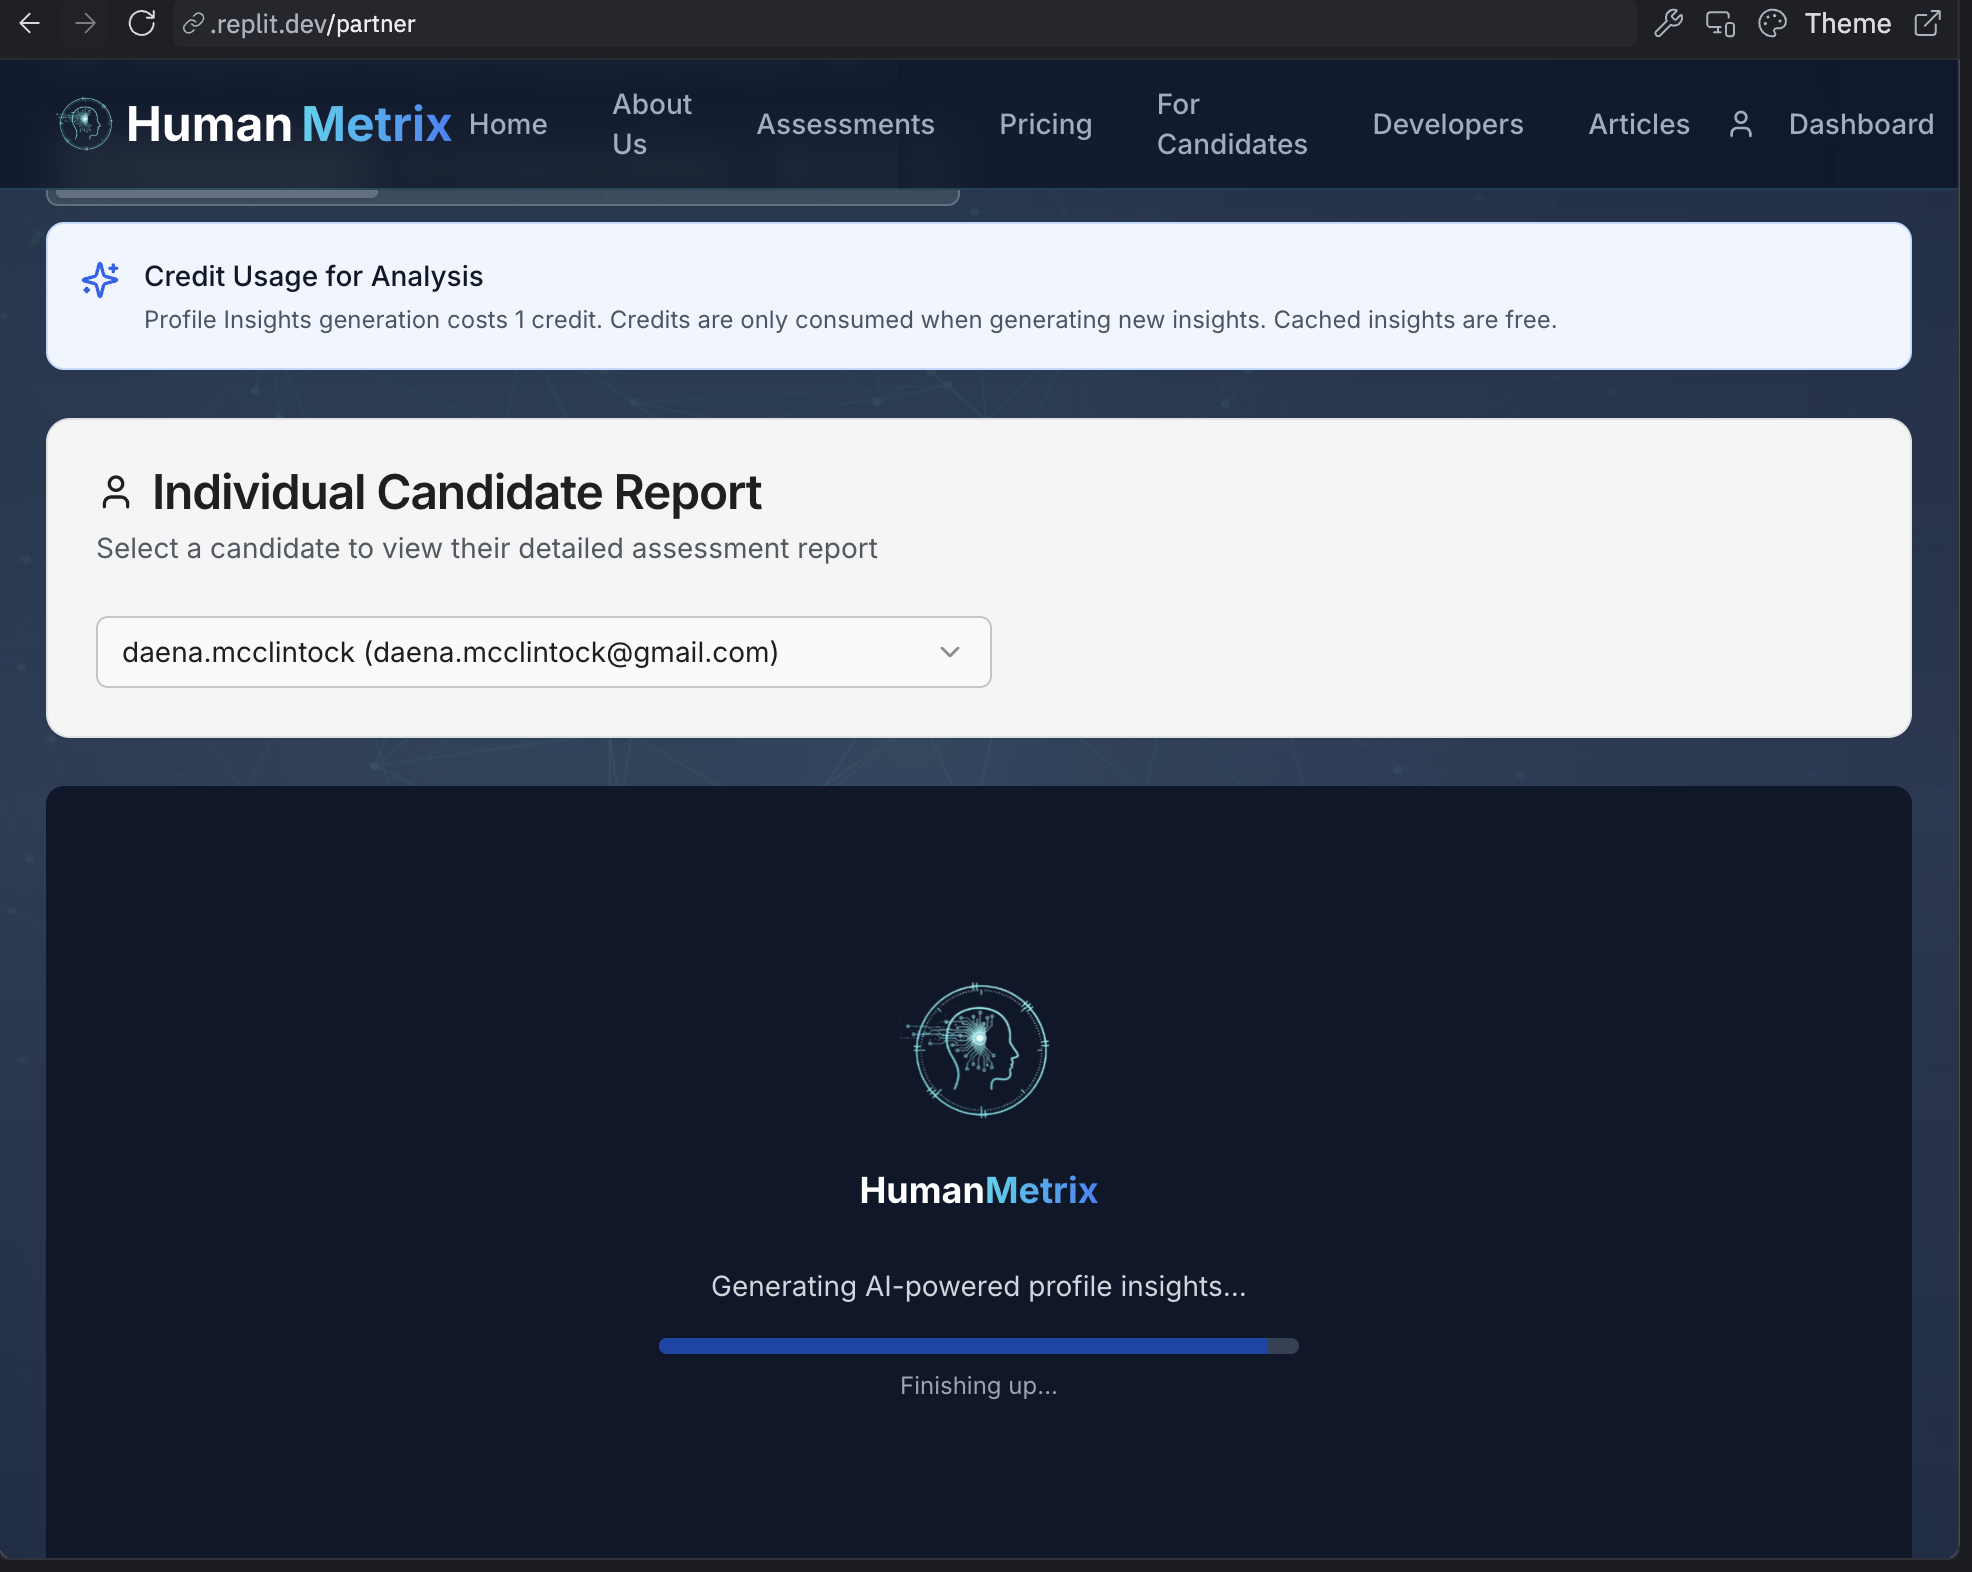 .replit.dev/partner
Theme
Human Metrix
Home
About
Us
Assessments
Pricing
For
Candidates
Developers
Articles
Dashboard
Credit Usage for Analysis
Profile Insights generation costs 1 credit. Credits are only consumed when generating new insights. Cached insights are free.
Individual Candidate Report
Select a candidate to view their detailed assessment report
daena.mcclintock (daena.mcclintock@gmail.com)
HumanMetrix
Generating AI-powered profile insights...
Finishing up...